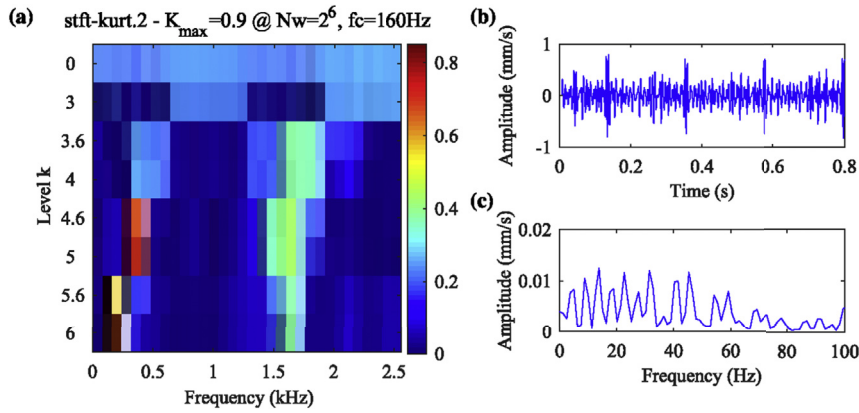 (a) stft-kurt.2 - K_max=0.9 @ Nw=2^6, fc=160Hz
Level k
0
3
3.6
4
4.6
5
5.6
6
0 0.5 1 1.5 2 2.5
Frequency (kHz)
0.8
0.6
0.4
0.2
0
(b)
Amplitude (mm/s)
1
0
-1
0 0.2 0.4 0.6 0.8
Time (s)
(c)
Amplitude (mm/s)
0.02
0.01
0
0 20 40 60 80 100
Frequency (Hz)